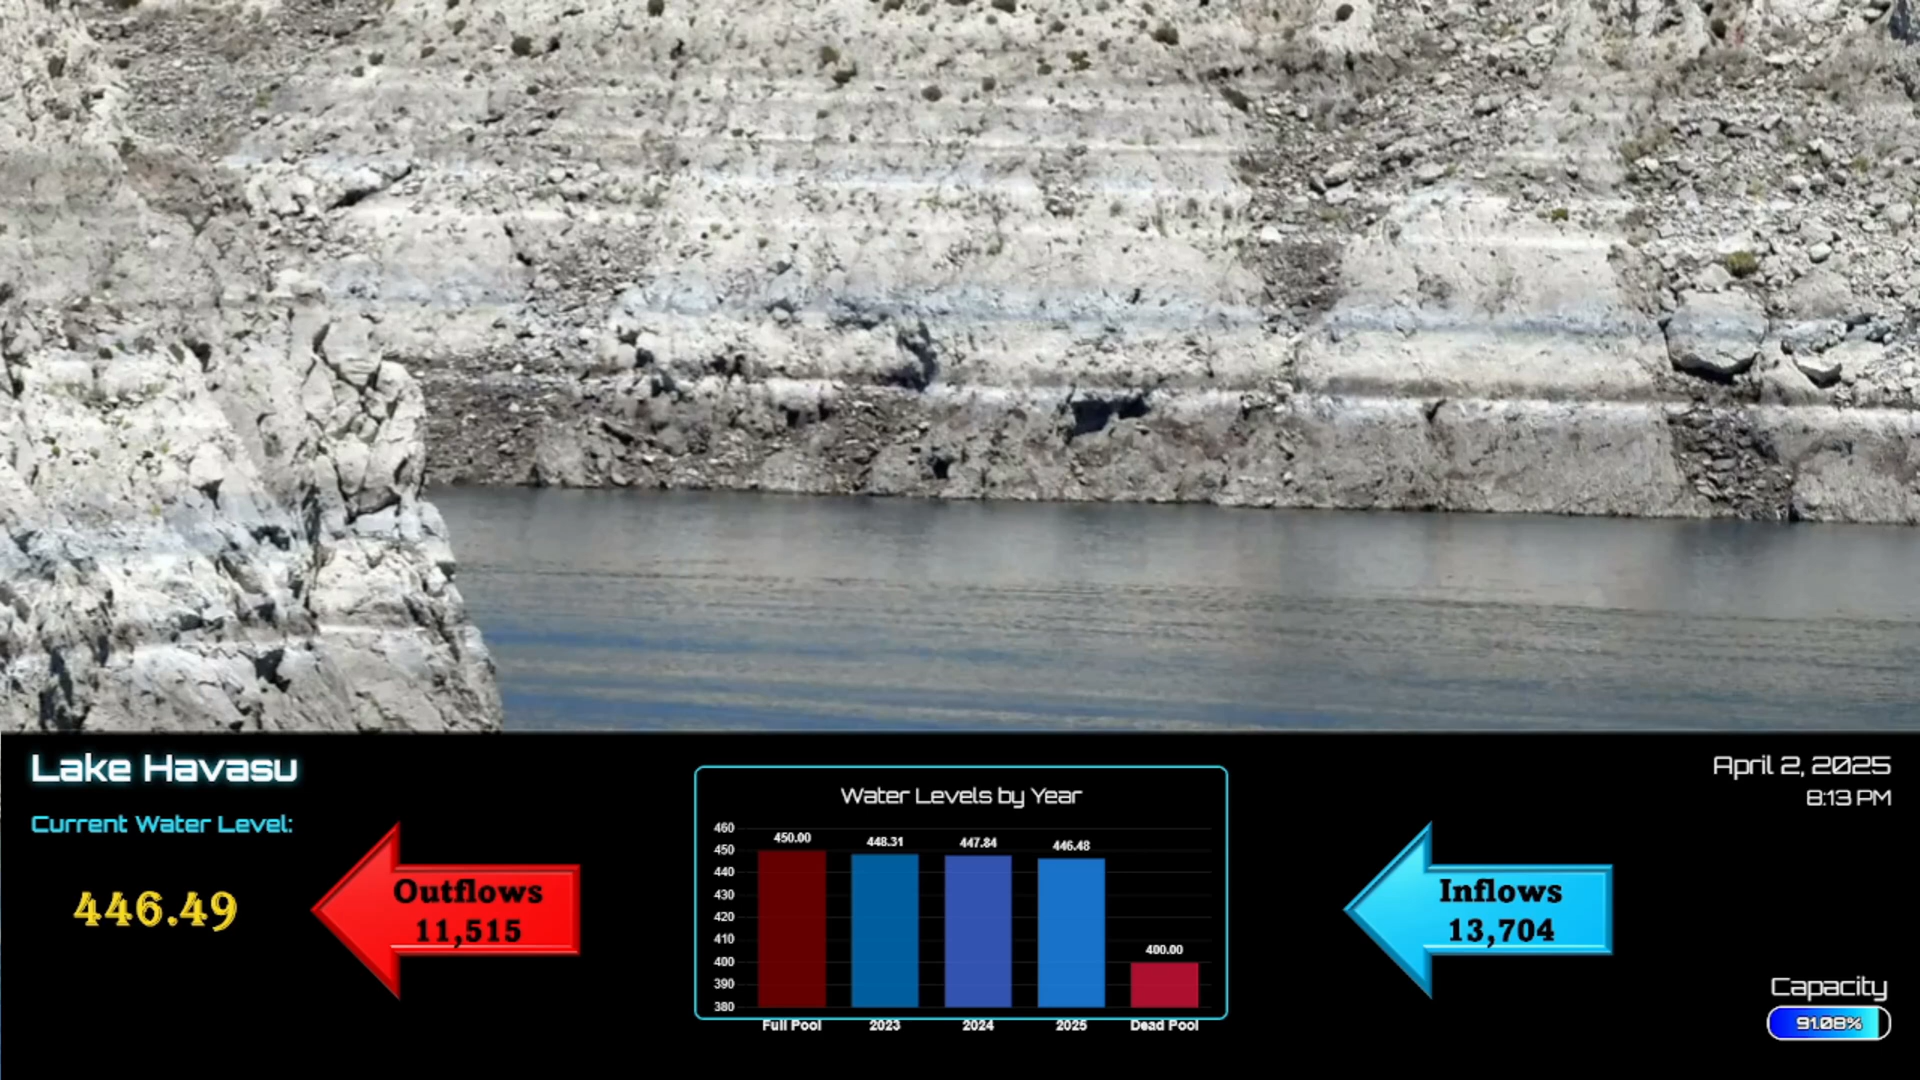 Lake Havasu
Current Water Level:
446.49
Outflows
11,515
Water Levels by Year
460
450
440
430
420
410
400
390
380
450.00
448.31
447.84
446.48
400.00
Full Pool
2023
2024
2025
Dead Pool
Inflows
13,704
April 2, 2025
8:13 PM
Capacity
91.08%